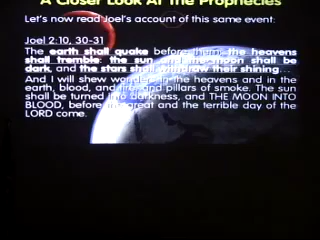 A Closer Look At The Prophecies
Let's now read Joel's account of this same event:
Joel 2:10, 30-31
The earth shall quake before them; the heavens
shall tremble: the sun and the moon shall be
dark, and the stars shall withdraw their shining...
And I will shew wonders in the heavens and in the
earth, blood, and fire, and pillars of smoke. The sun
shall be turned into darkness, and THE MOON INTO
BLOOD, before the great and the terrible day of the
LORD come.